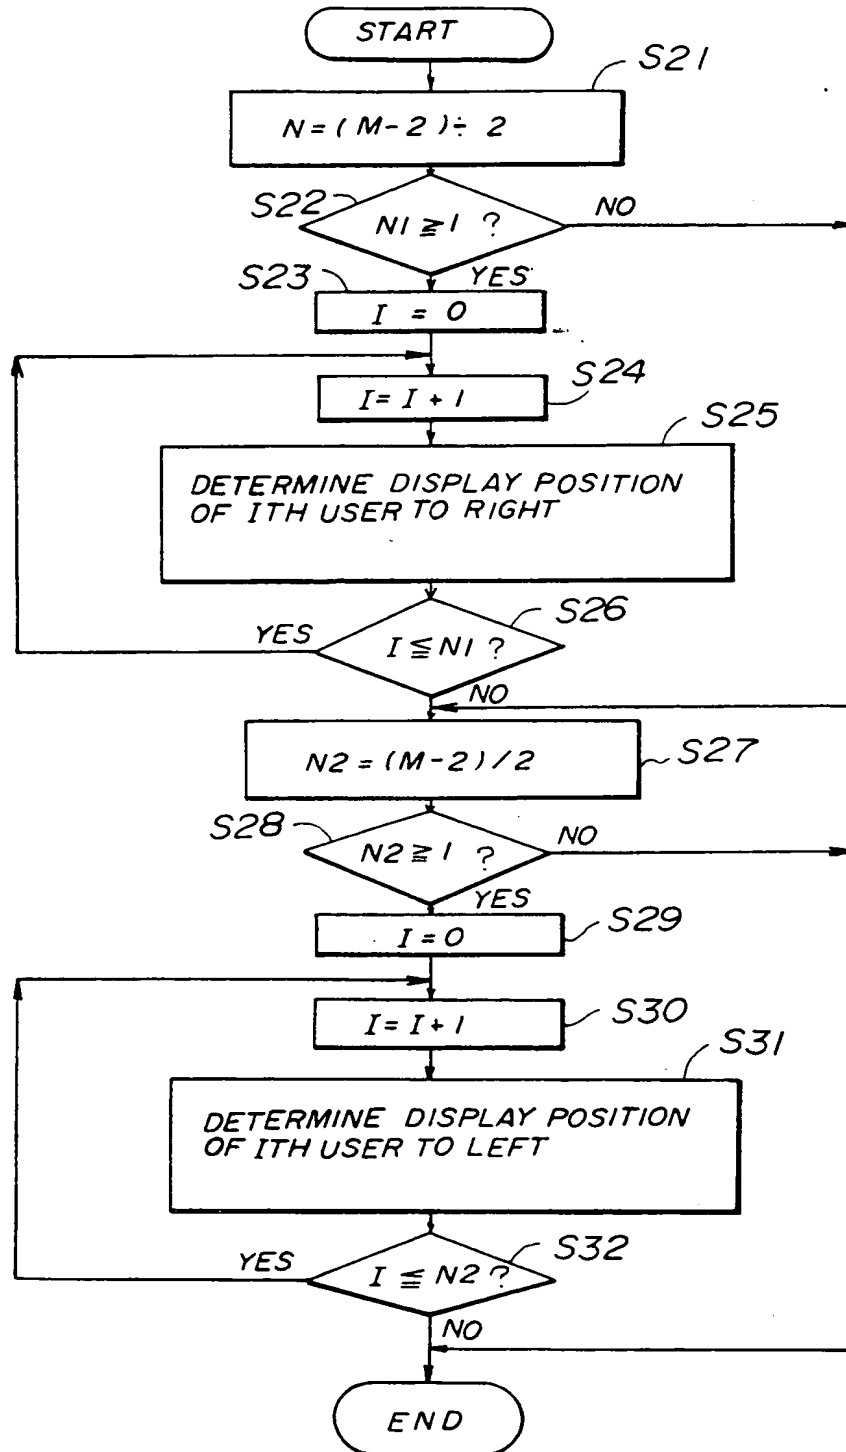 START
S21
N=(M-2)÷2
S22
N1≧1 ?
NO
YES
S23
I = 0
S24
I=I+1
S25
DETERMINE DISPLAY POSITION
OF ITH USER TO RIGHT
S26
YES
I≦N1?
NO
S27
N2=(M-2)/2
S28
N2≧1 ?
NO
YES
S29
I=0
S30
I=I+1
S31
DETERMINE DISPLAY POSITION
OF ITH USER TO LEFT
S32
YES
I≦N2?
NO
END